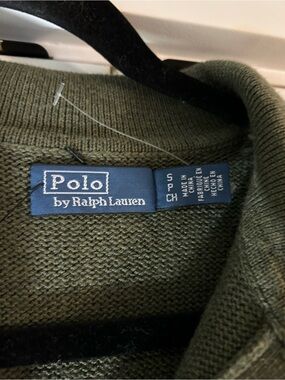 Polo
by Ralph Lauren
S
P
CH
MADE IN
CHINA
FABRIQUE EN
CHINE
HECHO EN
CHINA